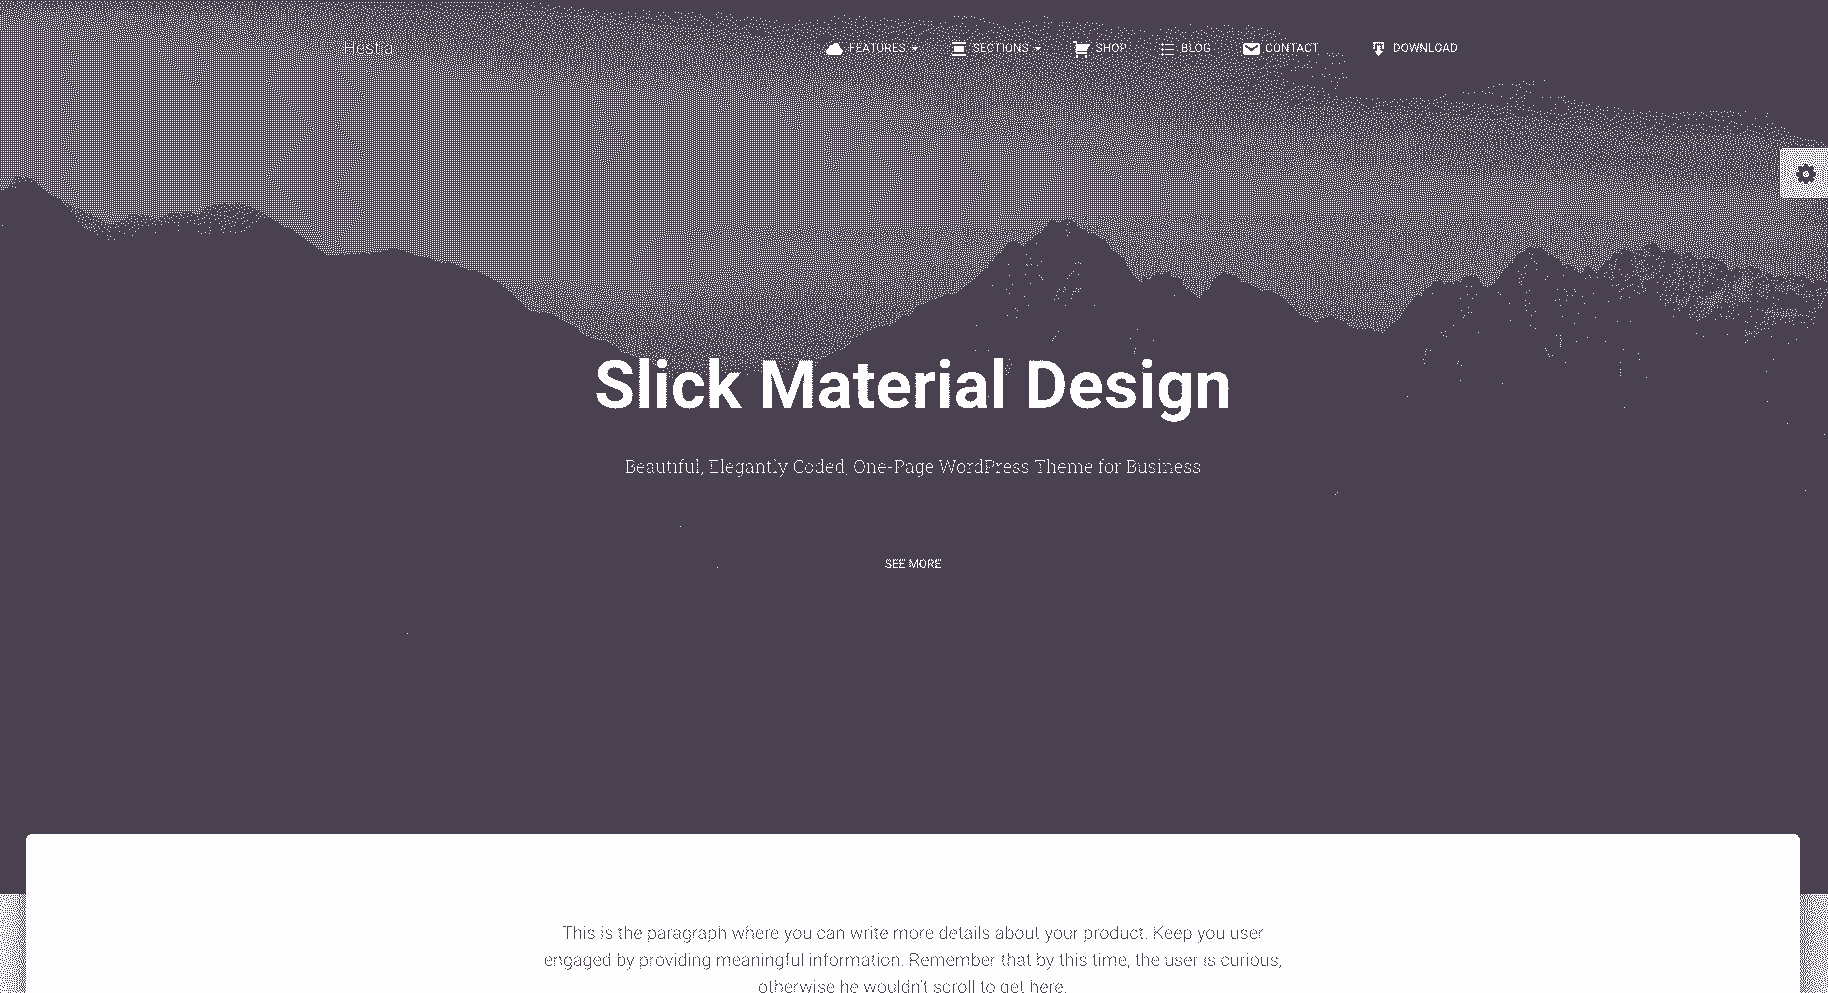 Hestia
FEATURES
SECTIONS
SHOP
BLOG
CONTACT
DOWNLOAD
Slick Material Design
Beautiful, Elegantly Coded, One-Page WordPress Theme for Business
SEE MORE
This is the paragraph where you can write more details about your product. Keep you user
engaged by providing meaningful information. Remember that by this time, the user is curious,
otherwise he wouldn't scroll to get here.